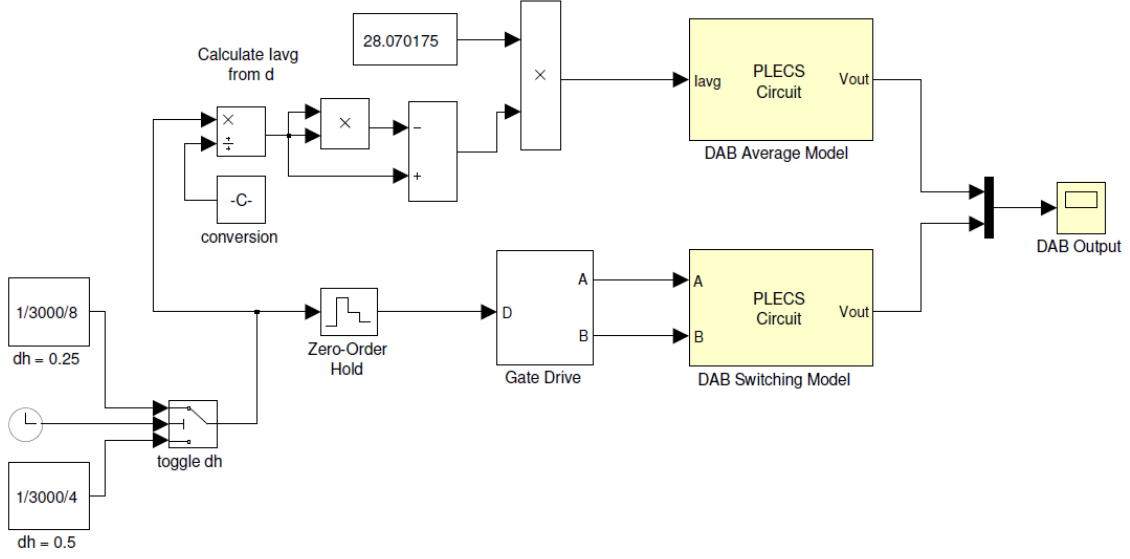 28.070175
Calculate Iavg
from d
×
×
÷
×
−
+
-C-
conversion
Iavg
PLECS
Circuit
Vout
DAB Average Model
DAB Output
1/3000/8
dh = 0.25
Zero-Order
Hold
D
A
B
Gate Drive
A
B
PLECS
Circuit
Vout
DAB Switching Model
toggle dh
1/3000/4
dh = 0.5